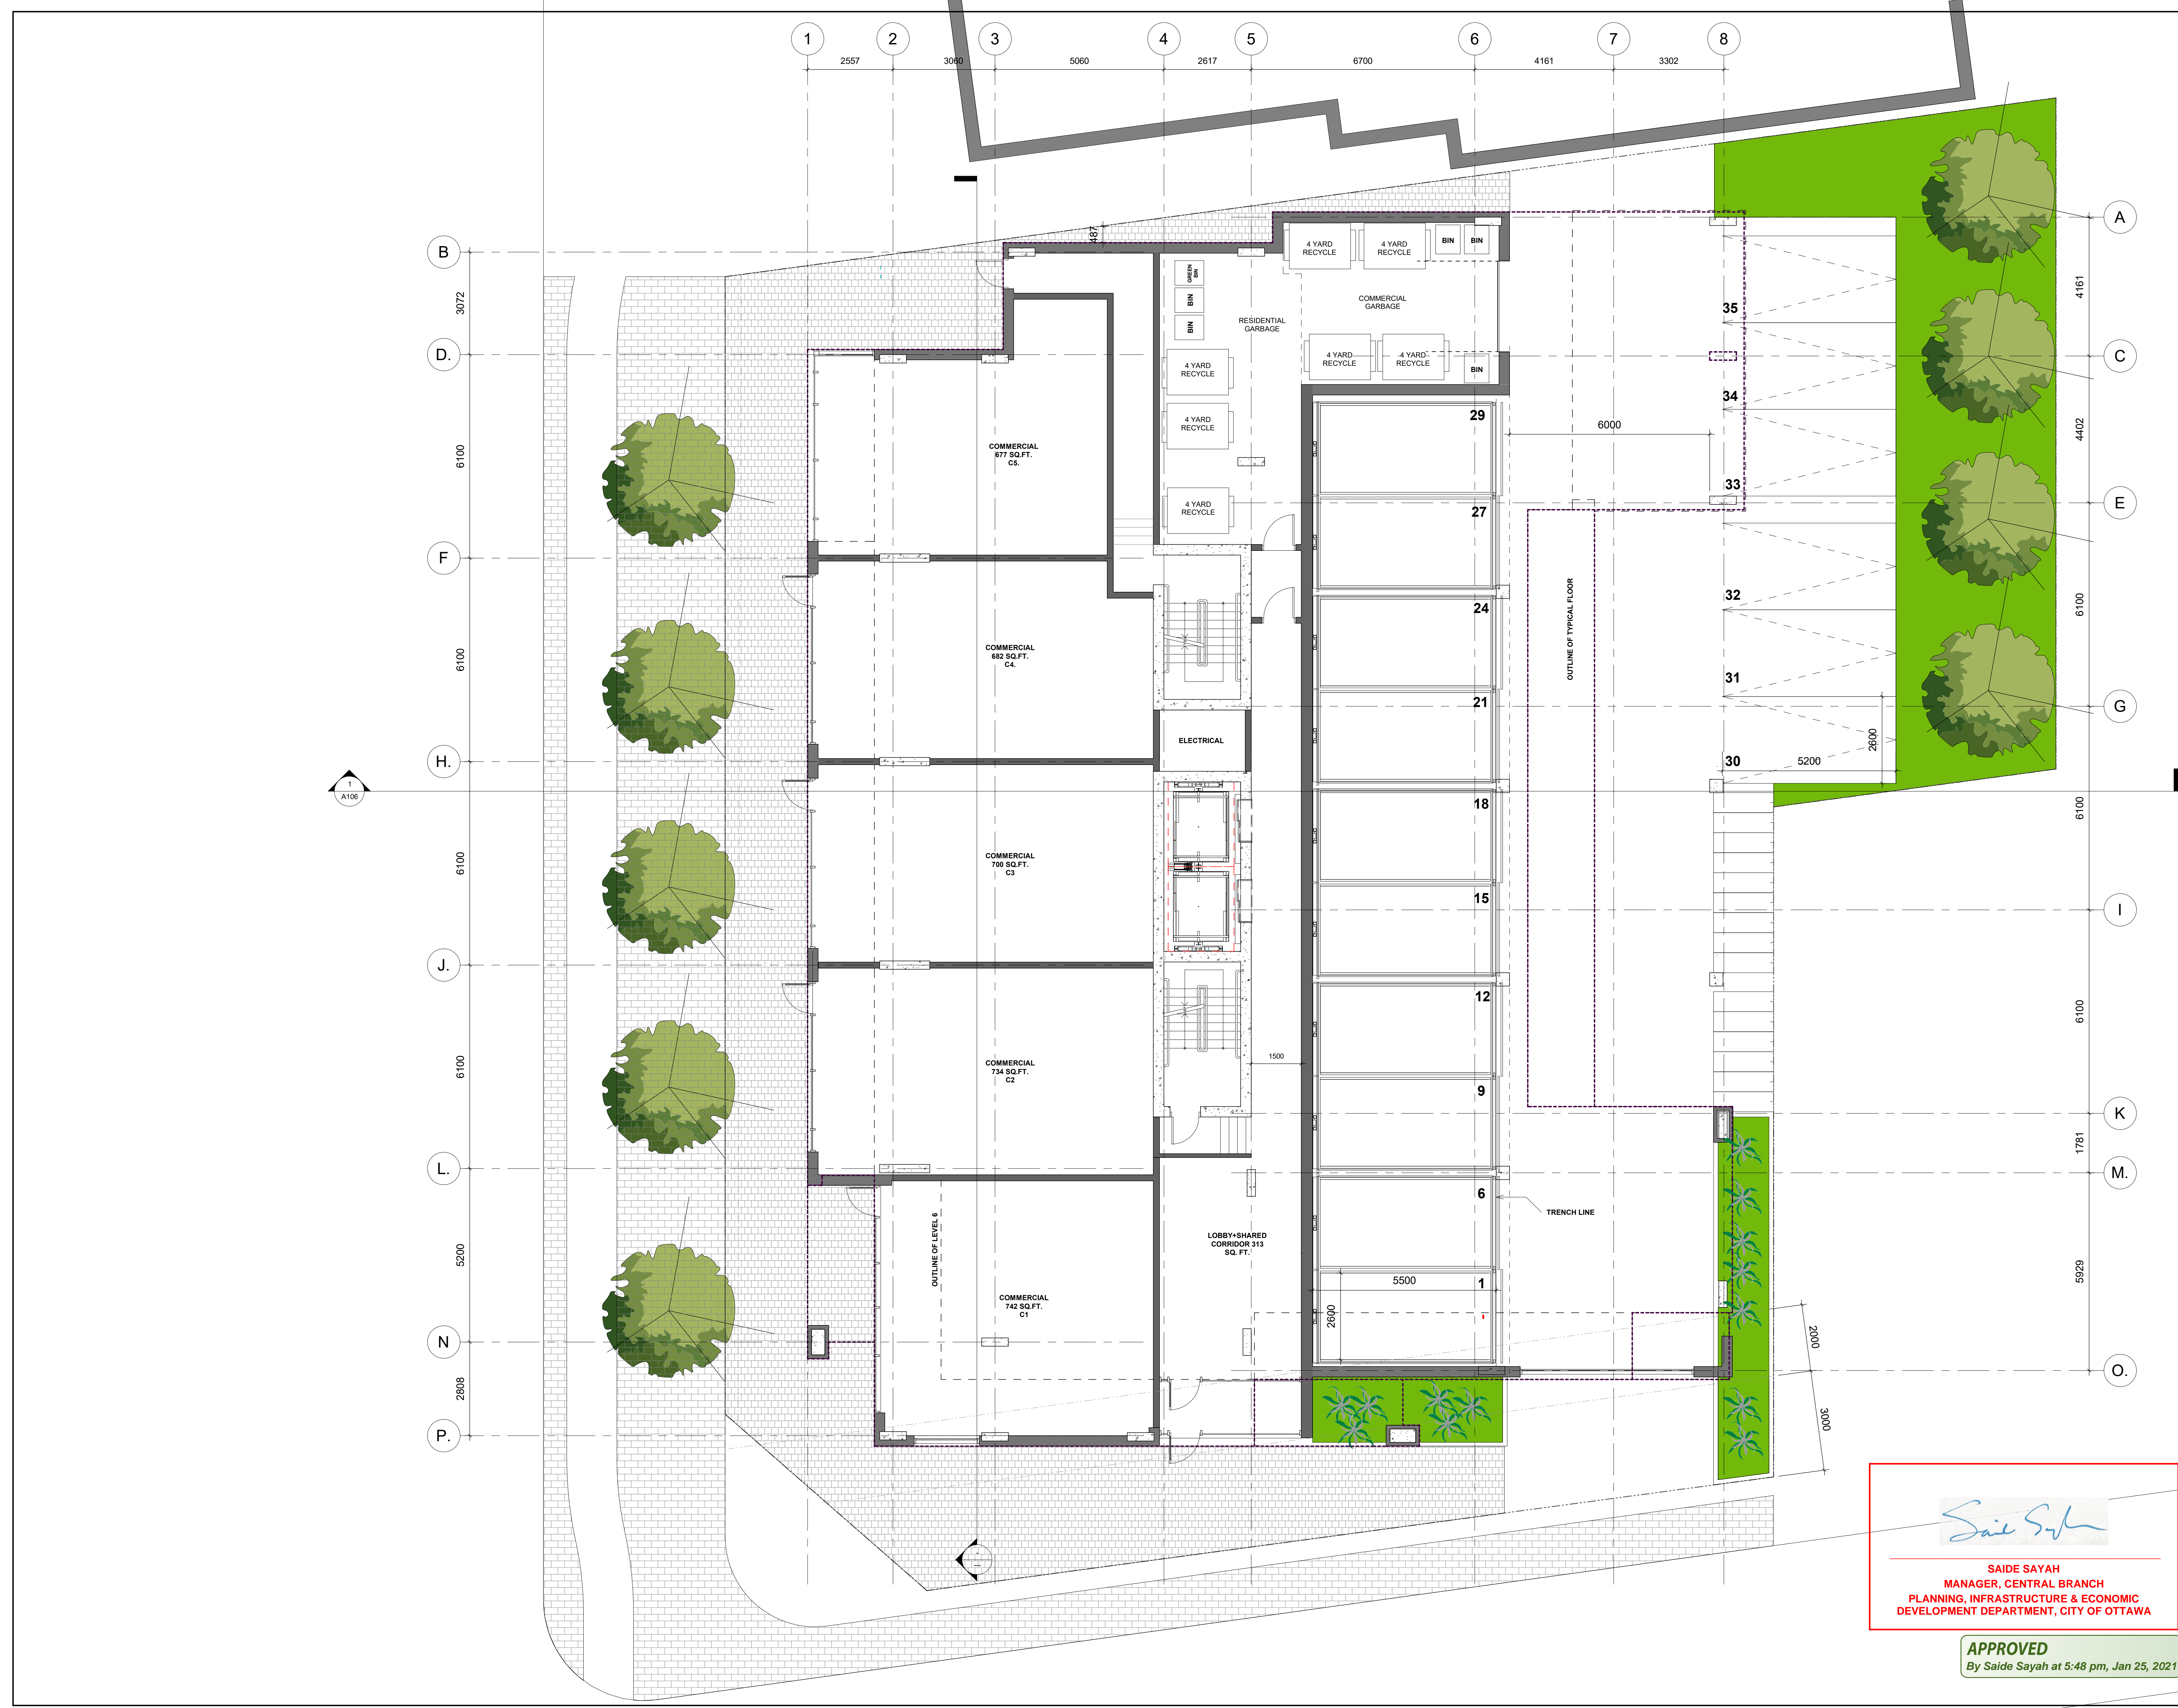 1
2
3
4
5
6
7
8
2557
3060
5060
2617
6700
4161
3302
B
D.
F
H.
J.
L.
N
P.
3072
6100
6100
6100
6100
5200
2808
A
C
E
G
I
K
M.
O.
4161
4402
6100
6100
6100
1781
5929
487
4 YARD
RECYCLE
4 YARD
RECYCLE
BIN
BIN
GREEN
BIN
BIN
BIN
COMMERCIAL
GARBAGE
RESIDENTIAL
GARBAGE
4 YARD
RECYCLE
4 YARD
RECYCLE
BIN
4 YARD
RECYCLE
4 YARD
RECYCLE
4 YARD
RECYCLE
COMMERCIAL
677 SQ.FT.
C5.
COMMERCIAL
682 SQ.FT.
C4.
COMMERCIAL
700 SQ.FT.
C3
COMMERCIAL
734 SQ.FT.
C2
COMMERCIAL
742 SQ.FT.
C1
ELECTRICAL
LOBBY+SHARED
CORRIDOR 313
SQ. FT.
OUTLINE OF LEVEL 6
OUTLINE OF TYPICAL FLOOR
TRENCH LINE
29
27
24
21
18
15
12
9
6
1
35
34
33
32
31
30
6000
5200
2600
1500
5500
2600
2000
3000
1
A106
SAIDE SAYAH
MANAGER, CENTRAL BRANCH
PLANNING, INFRASTRUCTURE & ECONOMIC
DEVELOPMENT DEPARTMENT, CITY OF OTTAWA
APPROVED
By Saide Sayah at 5:48 pm, Jan 25, 2021